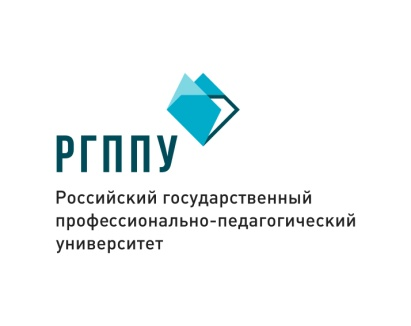 РГППУ
Российский государственный
профессионально-педагогический
университет